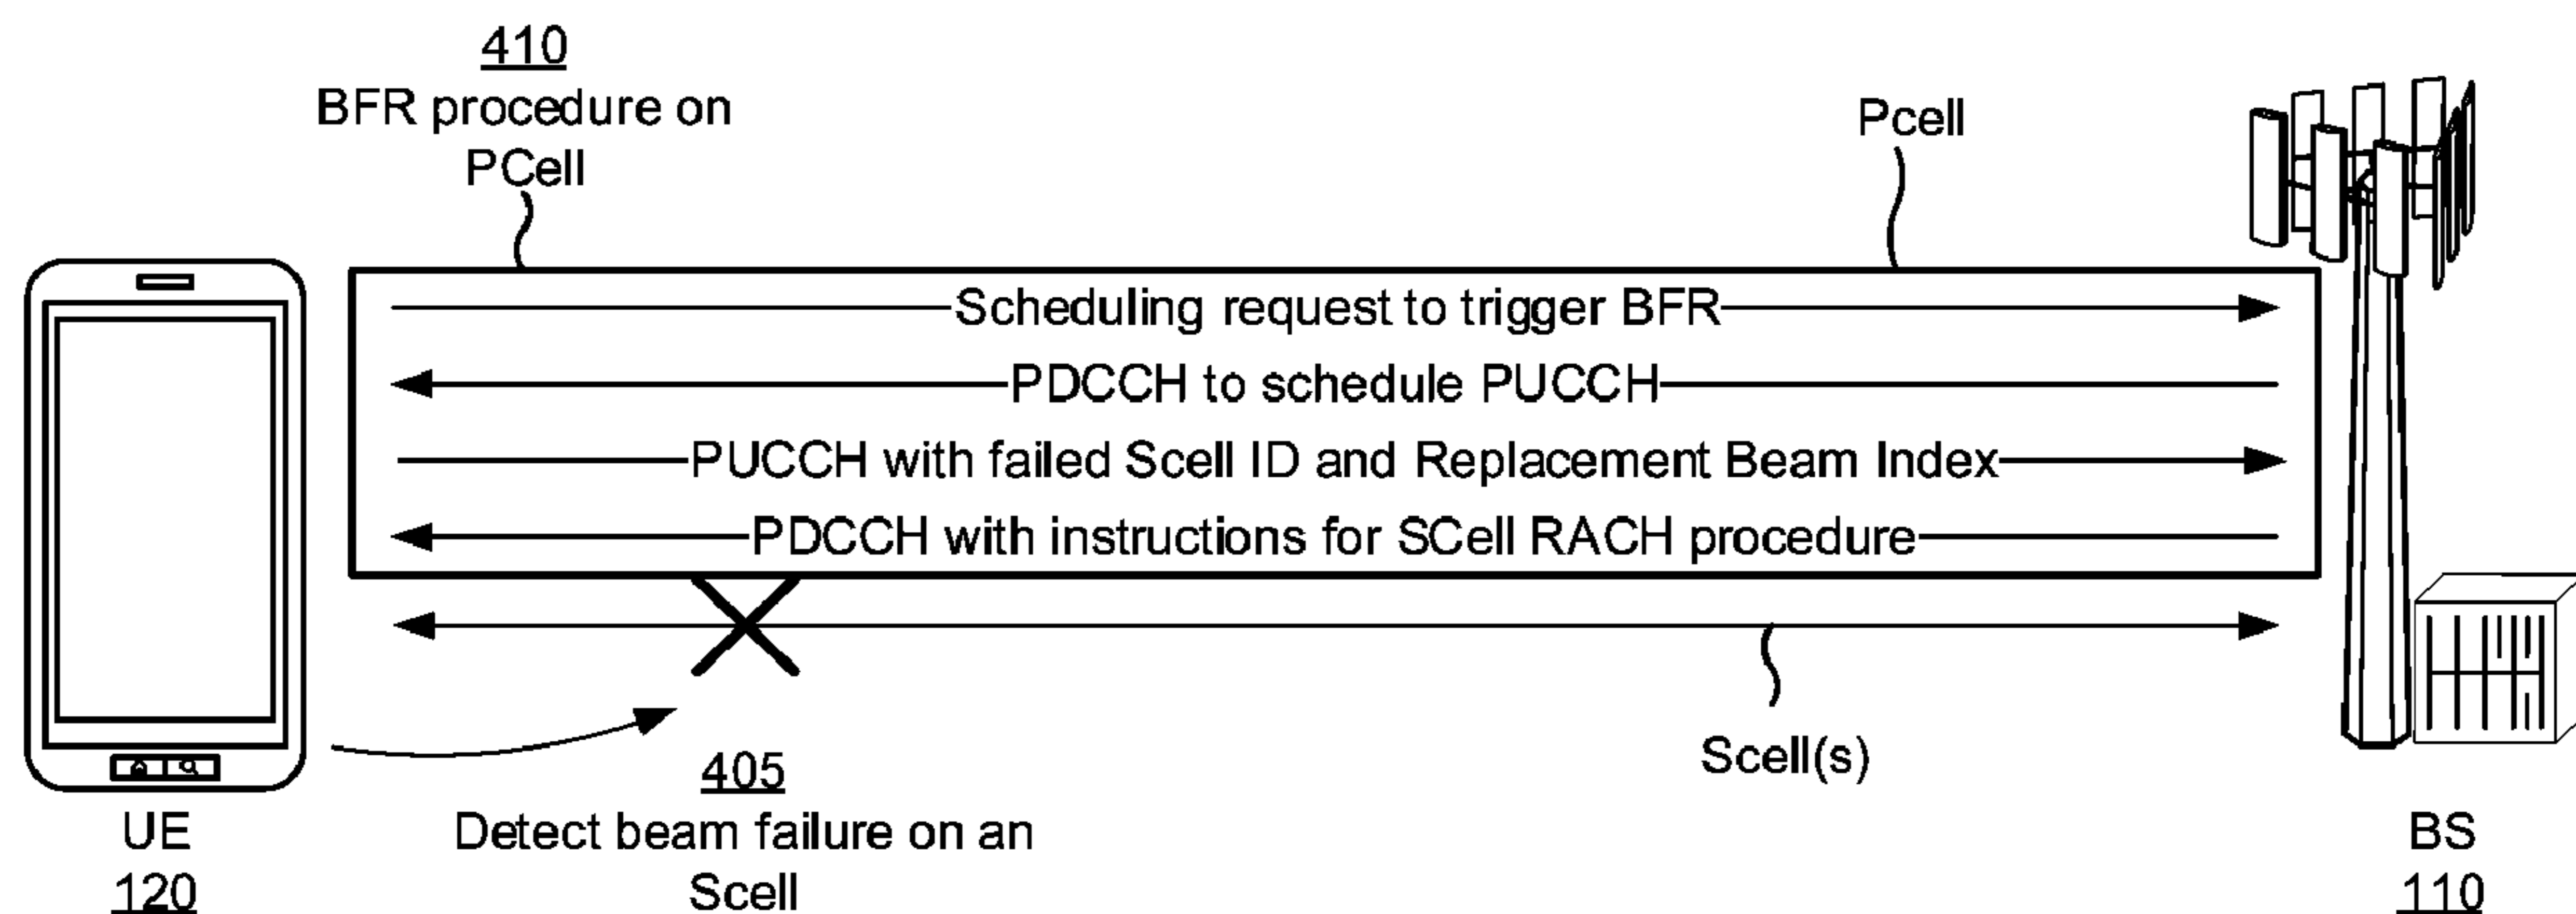 410
BFR procedure on
PCell
Pcell
Scheduling request to trigger BFR
PDCCH to schedule PUCCH
PUCCH with failed Scell ID and Replacement Beam Index
PDCCH with instructions for SCell RACH procedure
Scell(s)
405
Detect beam failure on an
Scell
UE
120
BS
110